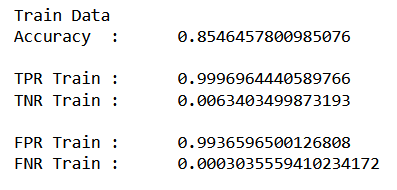 Train Data
Accuracy : 0.8546457800985076
TPR Train : 0.9996964440589766
TNR Train : 0.0063403499873193
FPR Train : 0.9936596500126808
FNR Train : 0.0003035559410234172